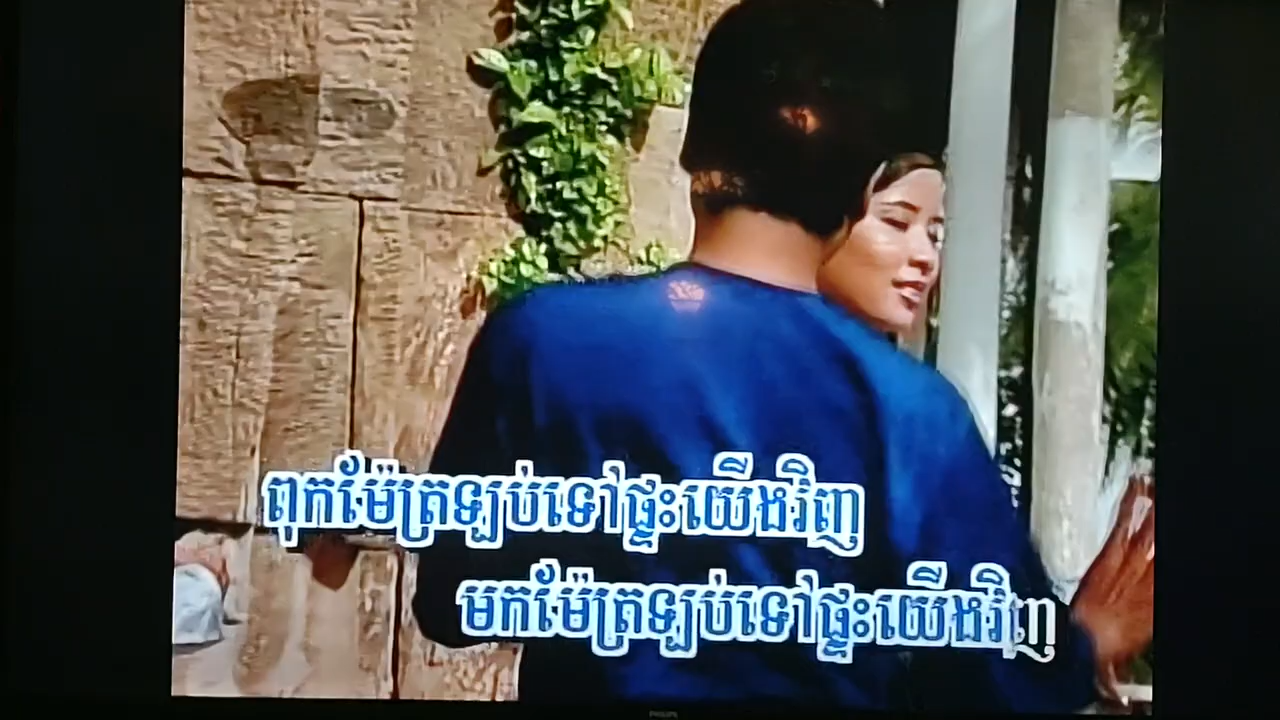 ពុកម៉ែត្រឡប់ទៅផ្ទះយើងវិញ
មកម៉ែត្រឡប់ទៅផ្ទះយើងវិញ
PHILIPS